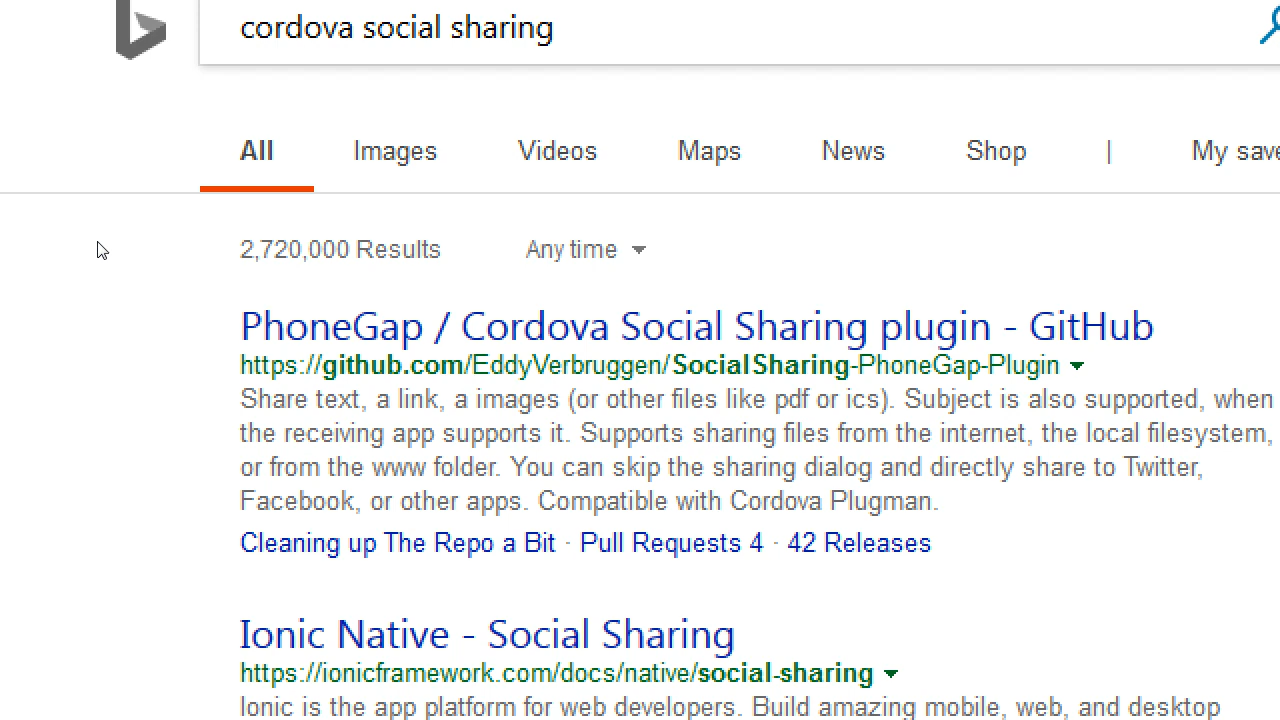 cordova social sharing
All Images Videos Maps News Shop | My save
2,720,000 Results Any time
PhoneGap / Cordova Social Sharing plugin - GitHub
https://github.com/EddyVerbruggen/SocialSharing-PhoneGap-Plugin
Share text, a link, a images (or other files like pdf or ics). Subject is also supported, when
the receiving app supports it. Supports sharing files from the internet, the local filesystem,
or from the www folder. You can skip the sharing dialog and directly share to Twitter,
Facebook, or other apps. Compatible with Cordova Plugman.
Cleaning up The Repo a Bit · Pull Requests 4 · 42 Releases
Ionic Native - Social Sharing
https://ionicframework.com/docs/native/social-sharing
Ionic is the app platform for web developers. Build amazing mobile, web, and desktop